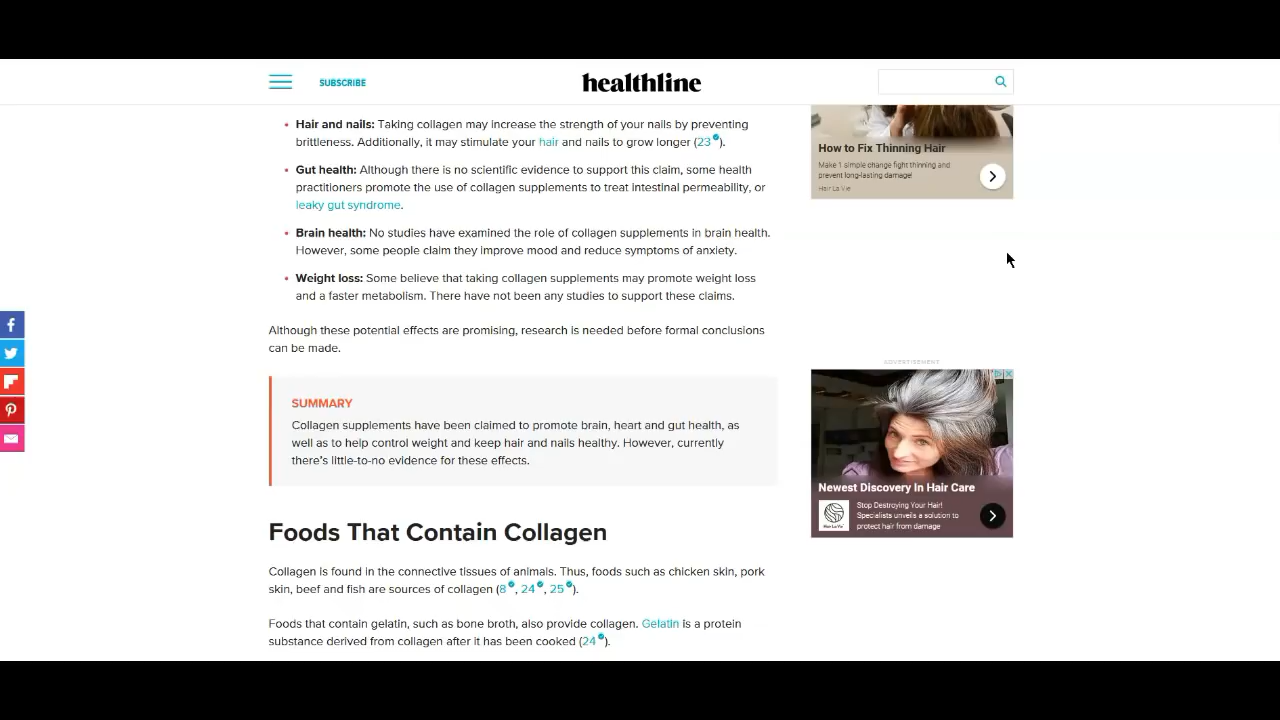 SUBSCRIBE
healthline
Hair and nails: Taking collagen may increase the strength of your nails by preventing
brittleness. Additionally, it may stimulate your hair and nails to grow longer (23).
Gut health: Although there is no scientific evidence to support this claim, some health
practitioners promote the use of collagen supplements to treat intestinal permeability, or
leaky gut syndrome.
Brain health: No studies have examined the role of collagen supplements in brain health.
However, some people claim they improve mood and reduce symptoms of anxiety.
Weight loss: Some believe that taking collagen supplements may promote weight loss
and a faster metabolism. There have not been any studies to support these claims.
Although these potential effects are promising, research is needed before formal conclusions
can be made.
SUMMARY
Collagen supplements have been claimed to promote brain, heart and gut health, as
well as to help control weight and keep hair and nails healthy. However, currently
there's little-to-no evidence for these effects.
Foods That Contain Collagen
Collagen is found in the connective tissues of animals. Thus, foods such as chicken skin, pork
skin, beef and fish are sources of collagen (8, 24, 25).
Foods that contain gelatin, such as bone broth, also provide collagen. Gelatin is a protein
substance derived from collagen after it has been cooked (24).
How to Fix Thinning Hair
Make 1 simple change fight thinning and
prevent long-lasting damage!
Hair La Vie
ADVERTISEMENT
Newest Discovery In Hair Care
Stop Destroying Your Hair!
Specialists unveils a solution to
protect hair from damage
Hair La Vie